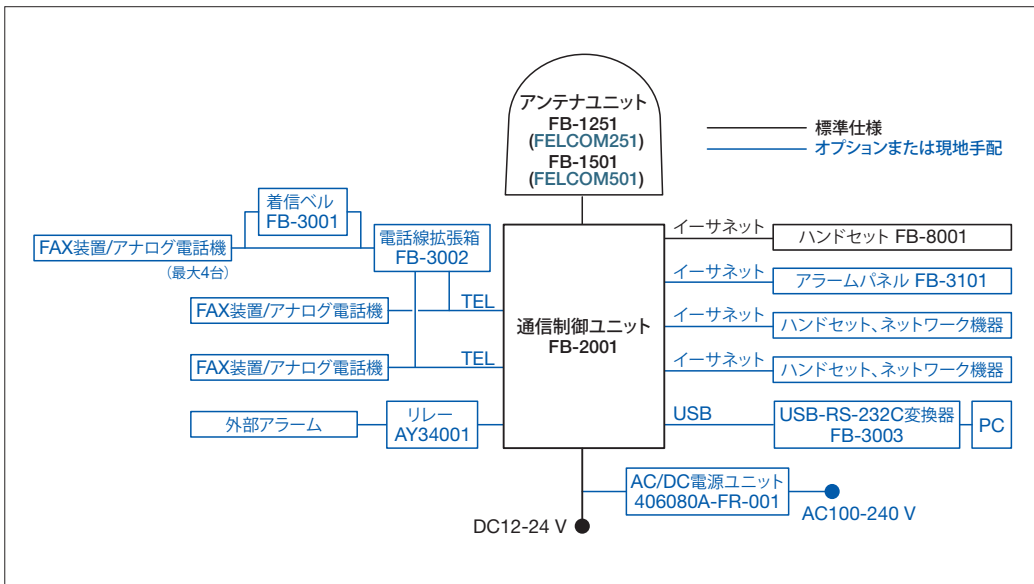 アンテナユニット
FB-1251
(FELCOM251)
FB-1501
(FELCOM501)
標準仕様
オプションまたは現地手配
着信ベル
FB-3001
FAX装置/アナログ電話機
(最大4台)
電話線拡張箱
FB-3002
FAX装置/アナログ電話機
TEL
FAX装置/アナログ電話機
TEL
外部アラーム
リレー
AY34001
通信制御ユニット
FB-2001
イーサネット
ハンドセット FB-8001
イーサネット
アラームパネル FB-3101
イーサネット
ハンドセット、ネットワーク機器
イーサネット
ハンドセット、ネットワーク機器
USB
USB-RS-232C変換器
FB-3003
PC
AC/DC電源ユニット
406080A-FR-001
AC100-240 V
DC12-24 V